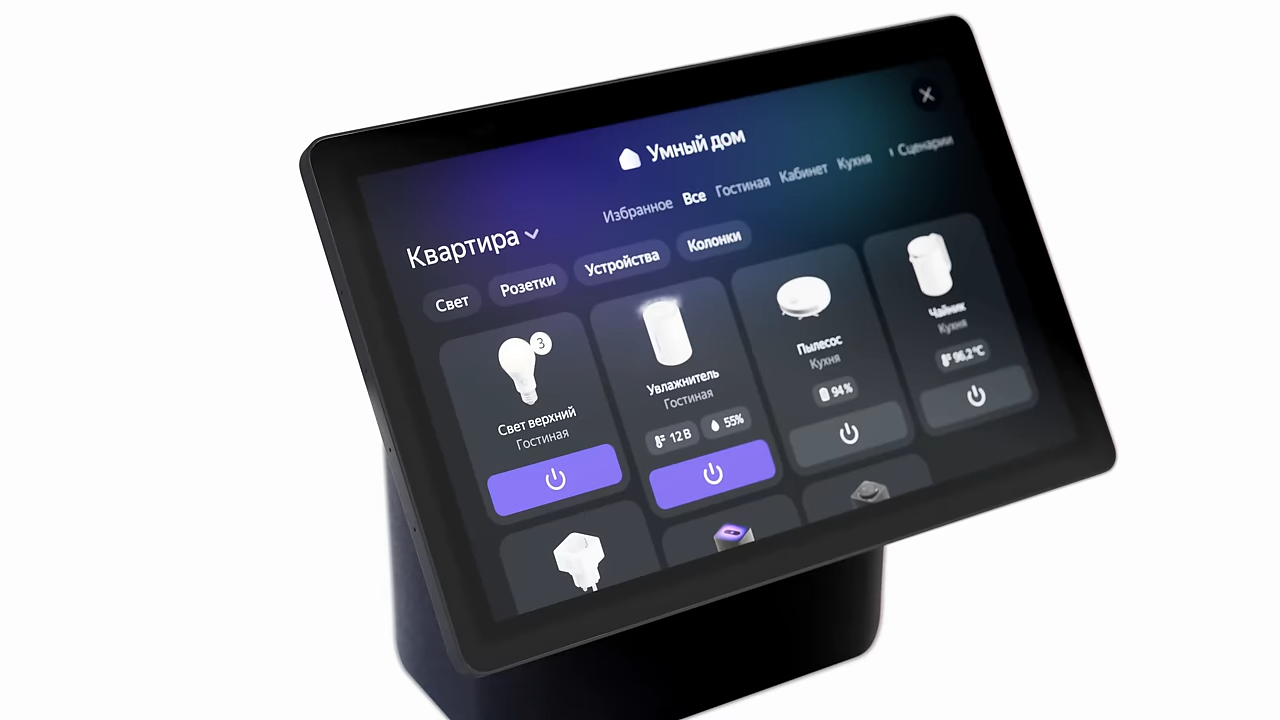 Умный дом
Избранное Все Гостиная Кабинет Кухня Сценарии
Квартира
Свет Розетки Устройства Колонки
3
Свет верхний
Гостиная
Увлажнитель
Гостиная
12 В 55%
Пылесос
Кухня
94%
Чайник
Кухня
96.2°C